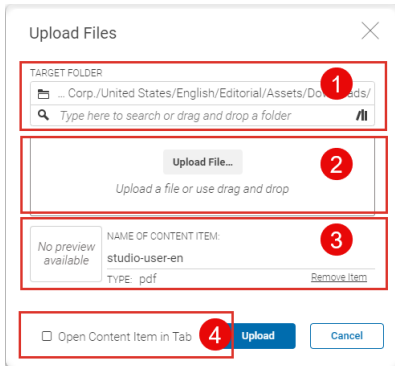 Upload Files
TARGET FOLDER
1
... Corp./United States/English/Editorial/Assets/Do ads/
Type here to search or drag and drop a folder
Upload File...
2
Upload a file or use drag and drop
No preview available
NAME OF CONTENT ITEM:
3
studio-user-en
TYPE: pdf
Remove Item
Open Content Item in Tab
4
Upload
Cancel